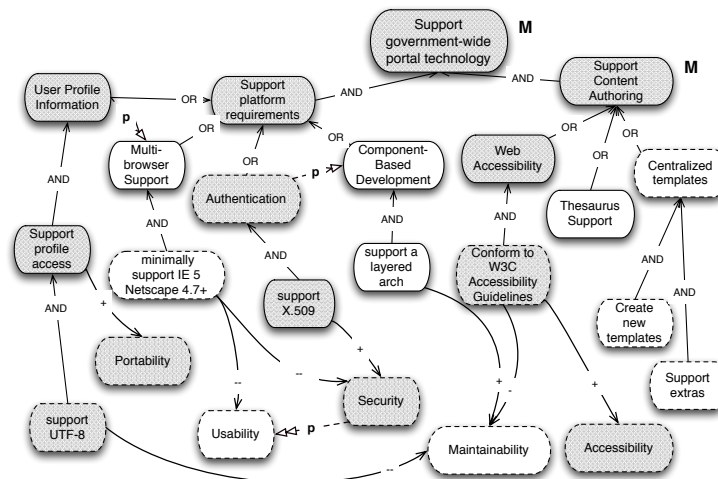 Support
government-wide
portal technology
M
Support
Content
Authoring
M
User Profile
Information
OR
Support
platform
requirements
AND
AND
p
OR
OR
OR
OR
Multi-
browser
Support
OR
Component-
Based
Development
Web
Accessibility
OR
Centralized
templates
Authentication
p
Thesaurus
Support
AND
AND
AND
AND
Support
profile
access
minimally
support IE 5
Netscape 4.7+
AND
support a
layered
arch
Conform to
W3C
Accessibility
Guidelines
AND
AND
AND
support
X.509
Create
new
templates
+
Portability
+
--
--
+
-
+
Support
extras
support
UTF-8
Usability
p
Security
Maintainability
Accessibility
--